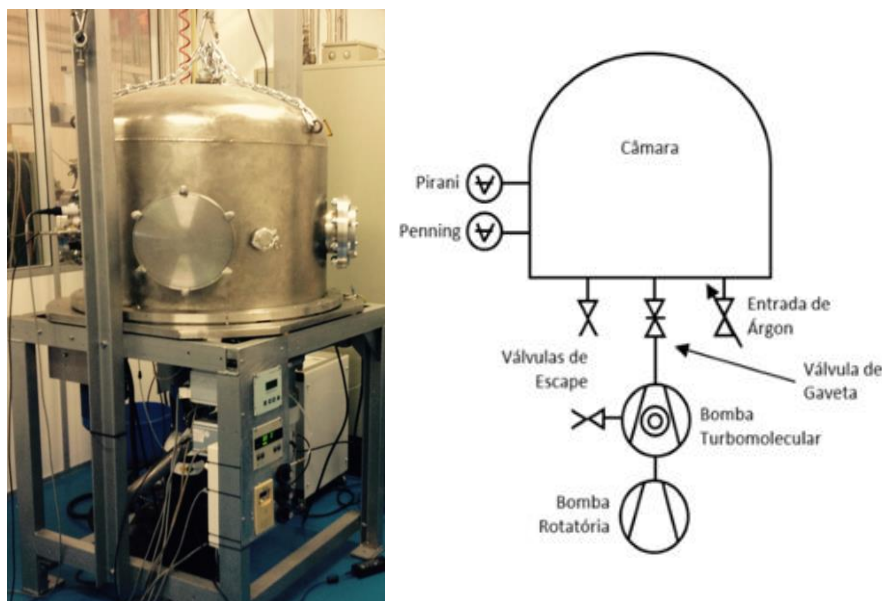 Câmara
Pirani
Penning
Entrada de
Árgon
Válvulas de
Escape
Válvula de
Gaveta
Bomba
Turbomolecular
Bomba
Rotatória